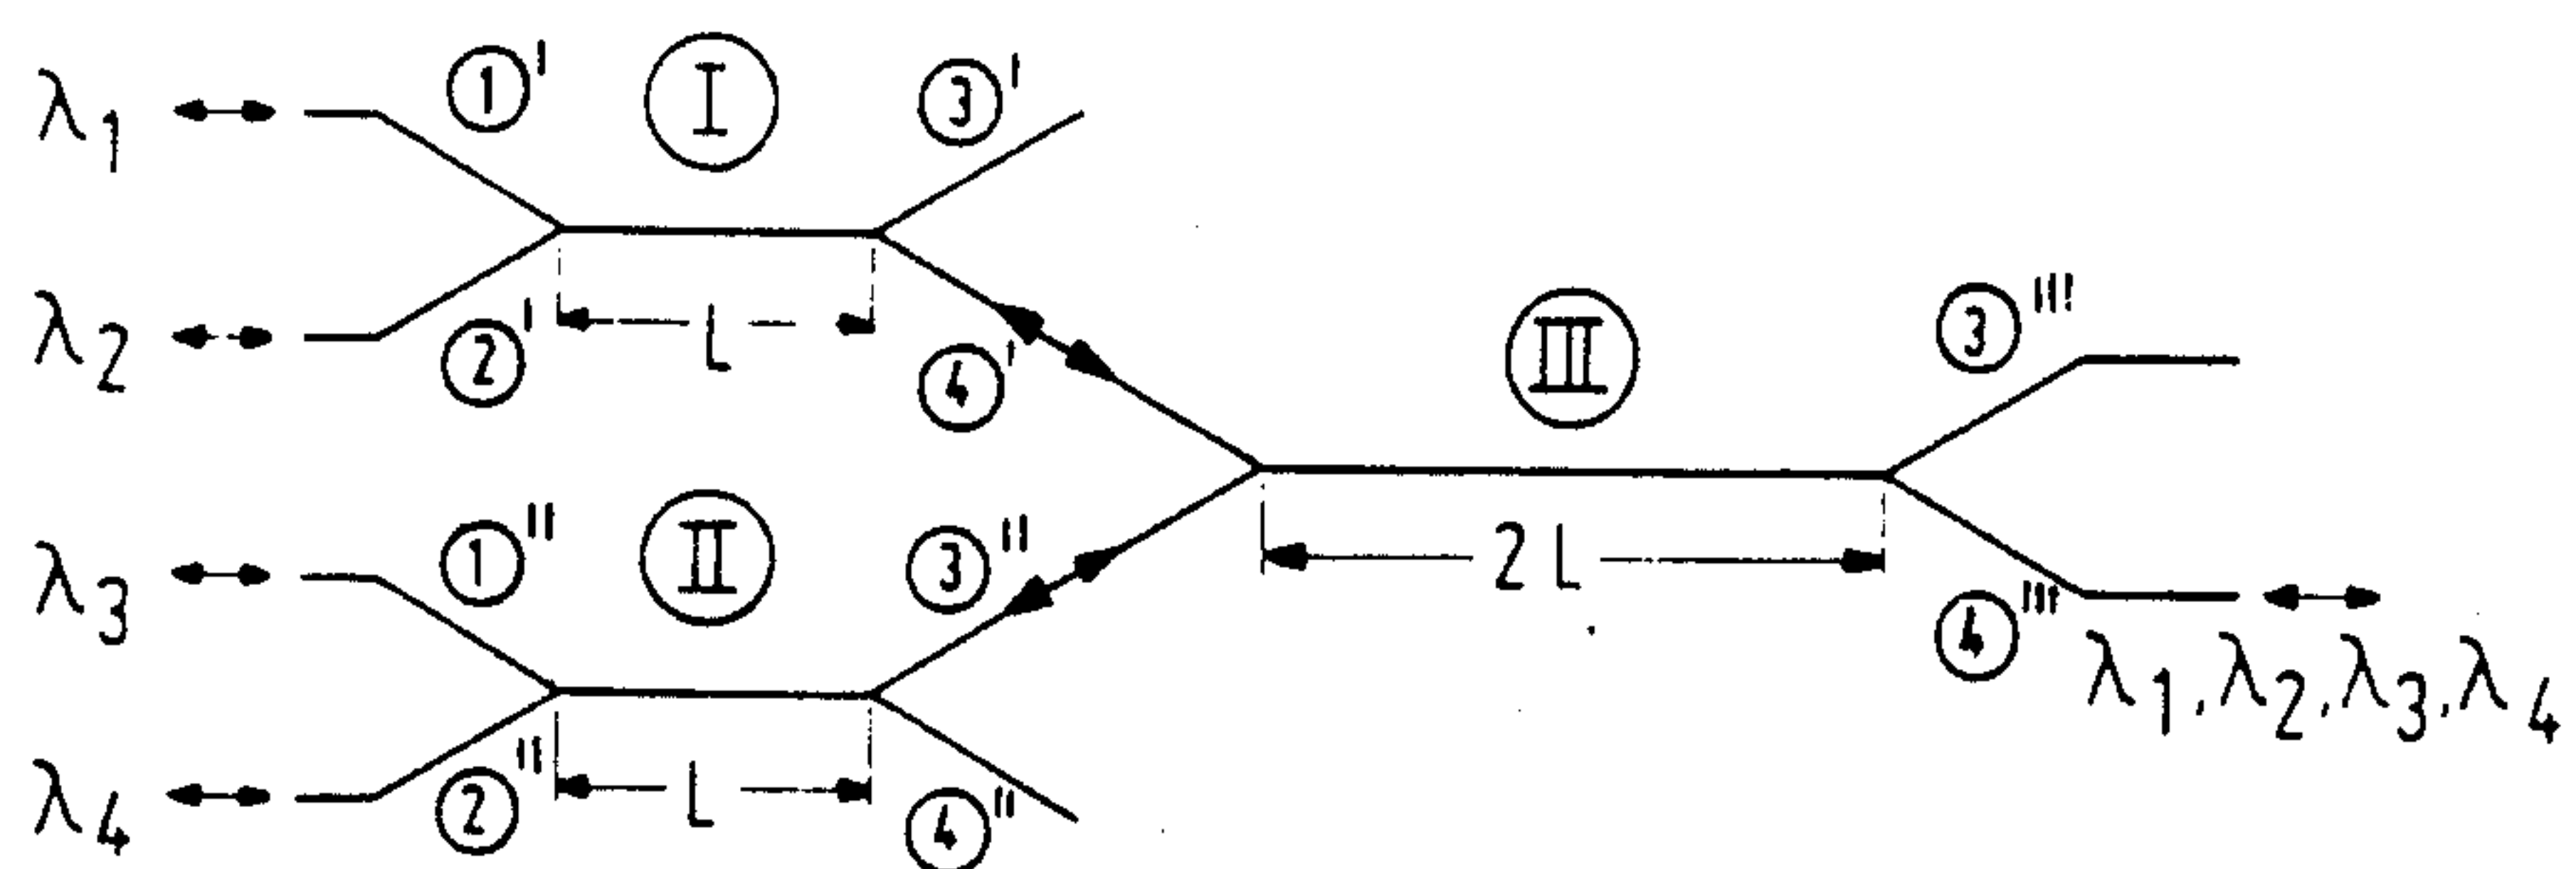 λ1 ①' Ⅰ ③'
λ2 ②' L ④'
Ⅲ ③'''
λ3 ①'' Ⅱ ③'' 2L
④'''
λ1, λ2, λ3, λ4
λ4 ②'' L ④''